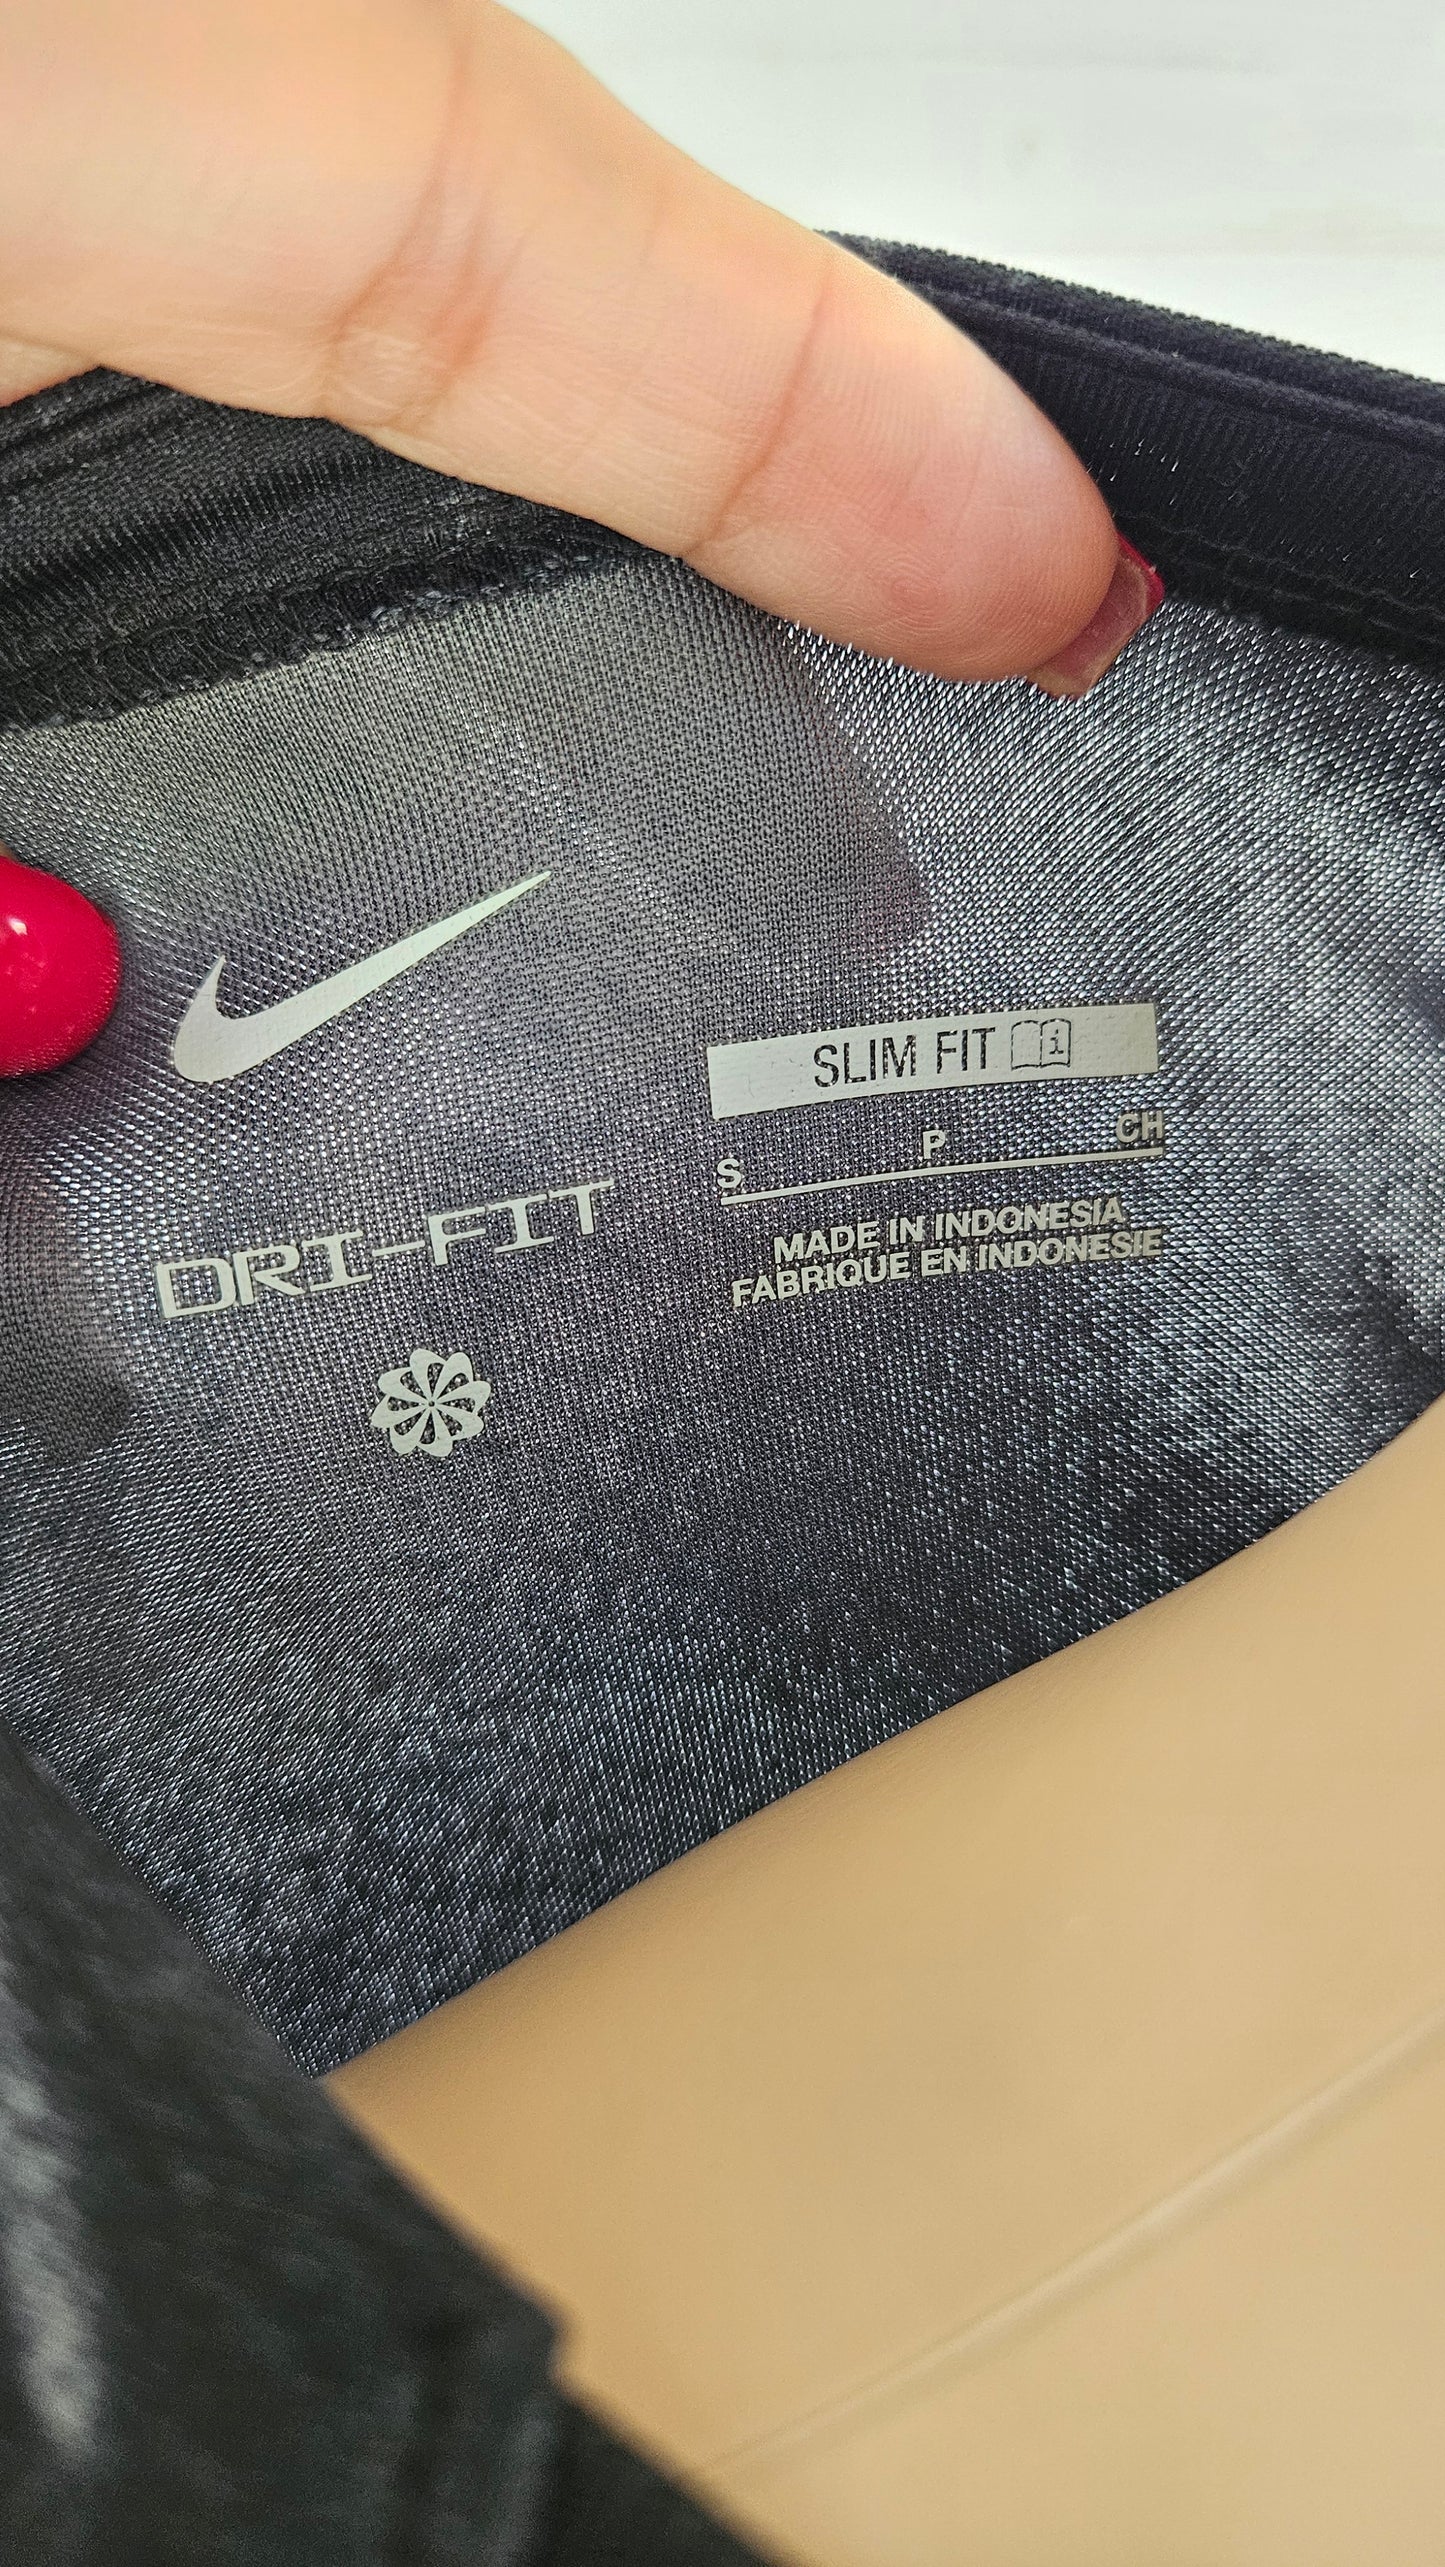 SLIM FIT i
S P CH
MADE IN INDONESIA
FABRIQUE EN INDONESIE
DRI-FIT